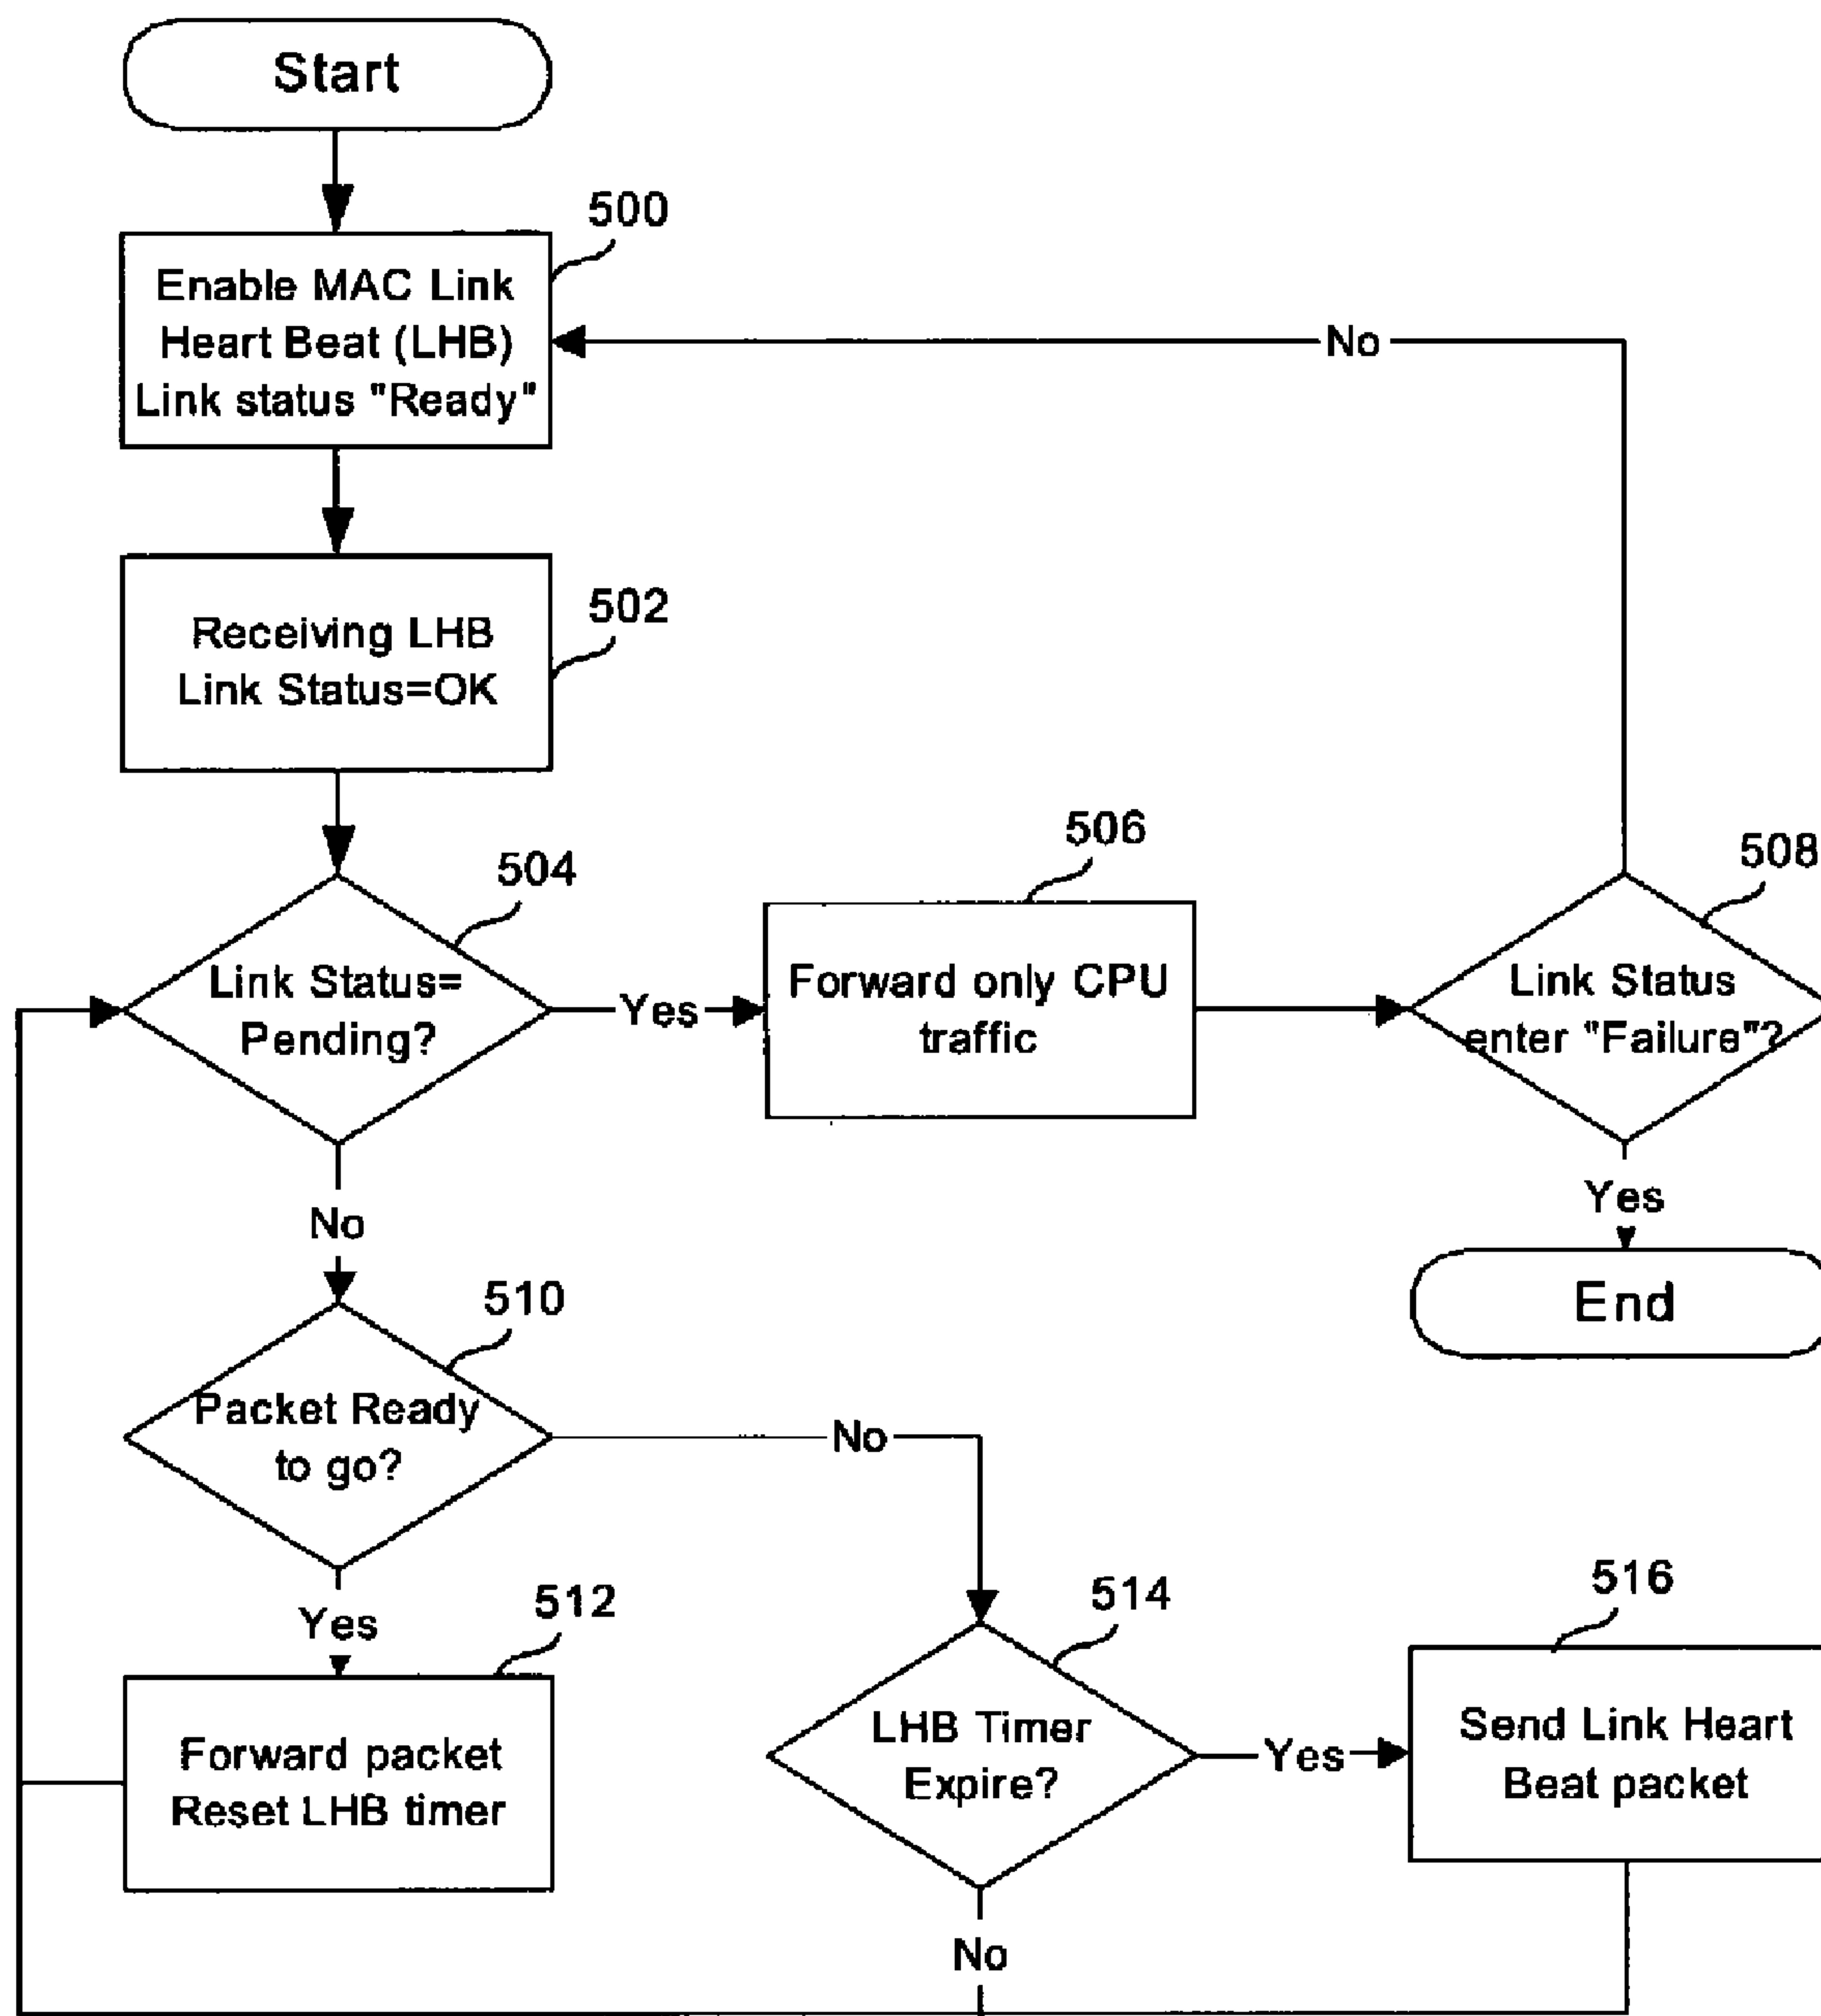 Start
500
Enable MAC Link
Heart Beat (LHB)
Link status "Ready"
No
502
Receiving LHB
Link Status=OK
504
Link Status=
Pending?
Yes
506
Forward only CPU
traffic
508
Link Status
enter "Failure"?
Yes
End
No
510
Packet Ready
to go?
No
Yes
512
Forward packet
Reset LHB timer
514
LHB Timer
Expire?
Yes
516
Send Link Heart
Beat packet
No